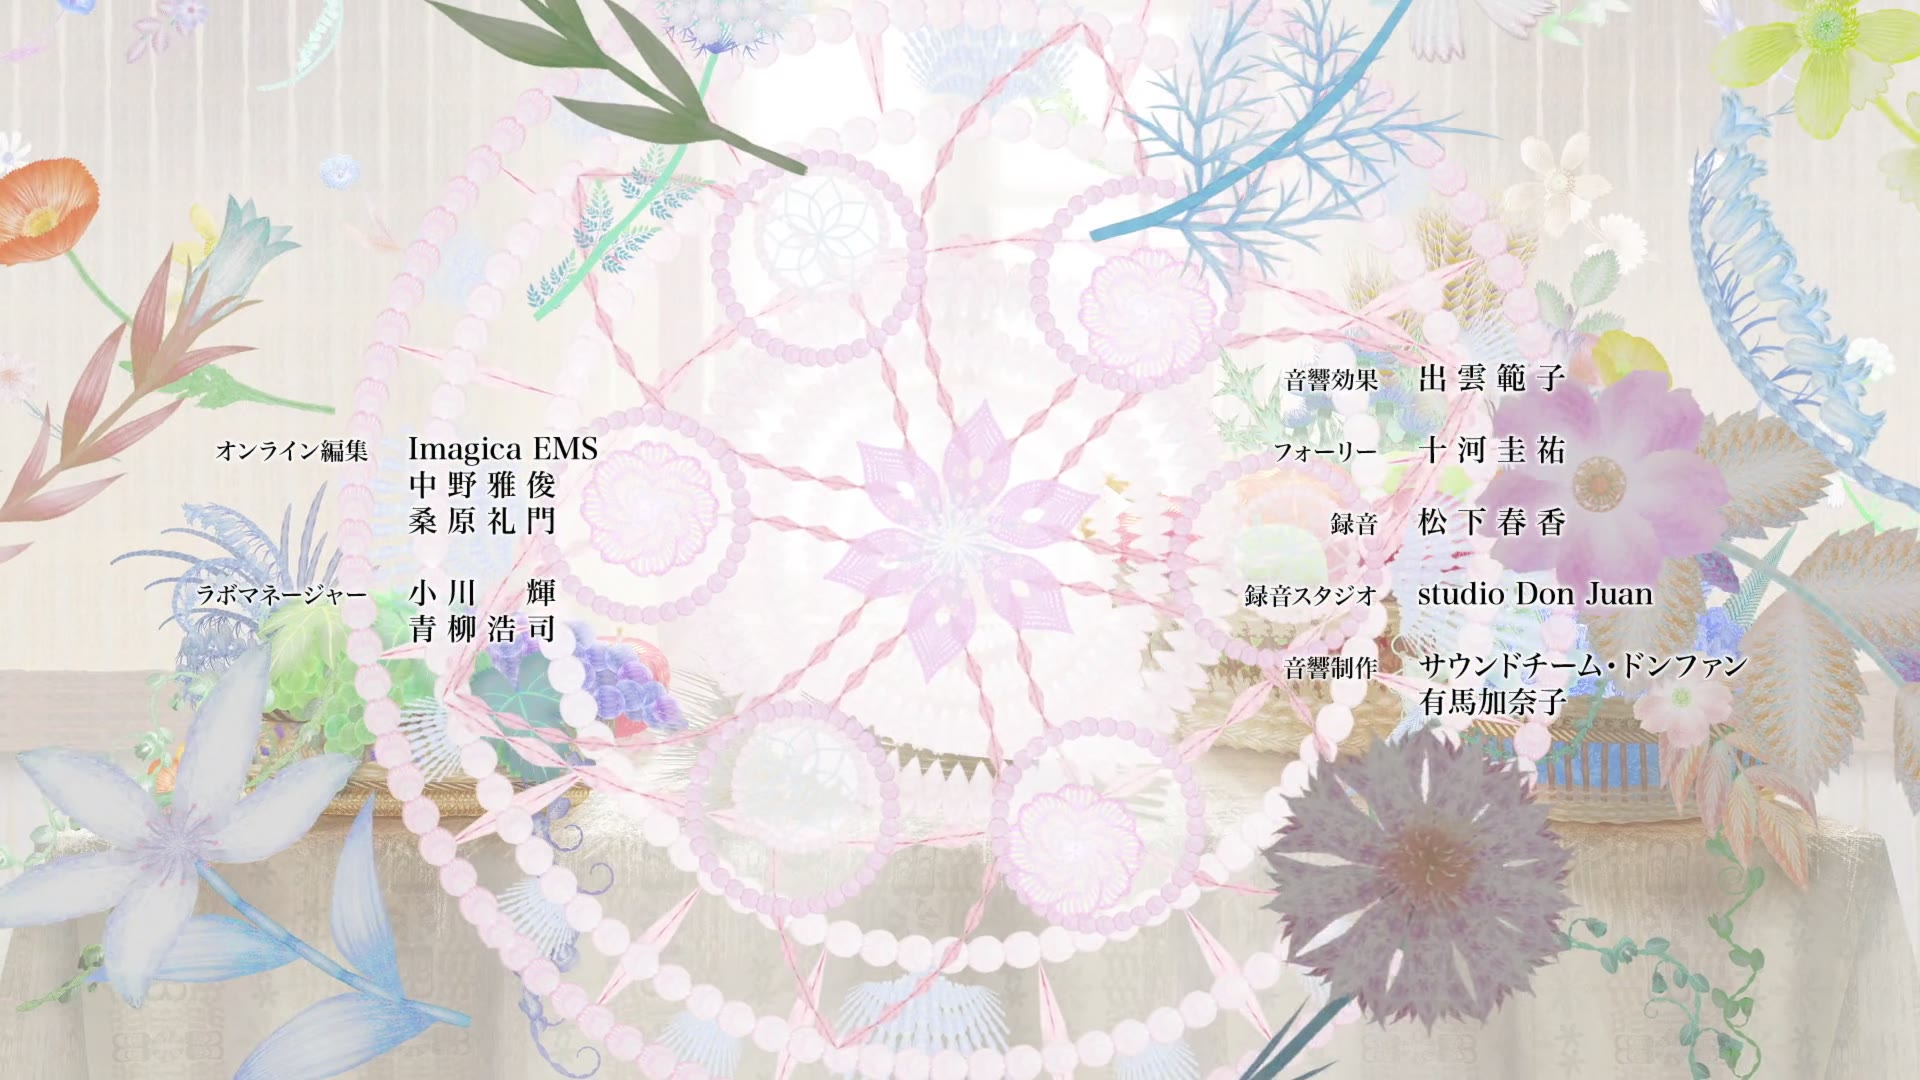 オンライン編集 Imagica EMS
中野雅俊
桑原礼門
ラボマネージャー 小川 輝
青柳浩司
音響効果 出雲範子
フォーリー 十河圭祐
録音 松下春香
録音スタジオ studio Don Juan
音響制作 サウンドチーム・ドンファン
有馬加奈子